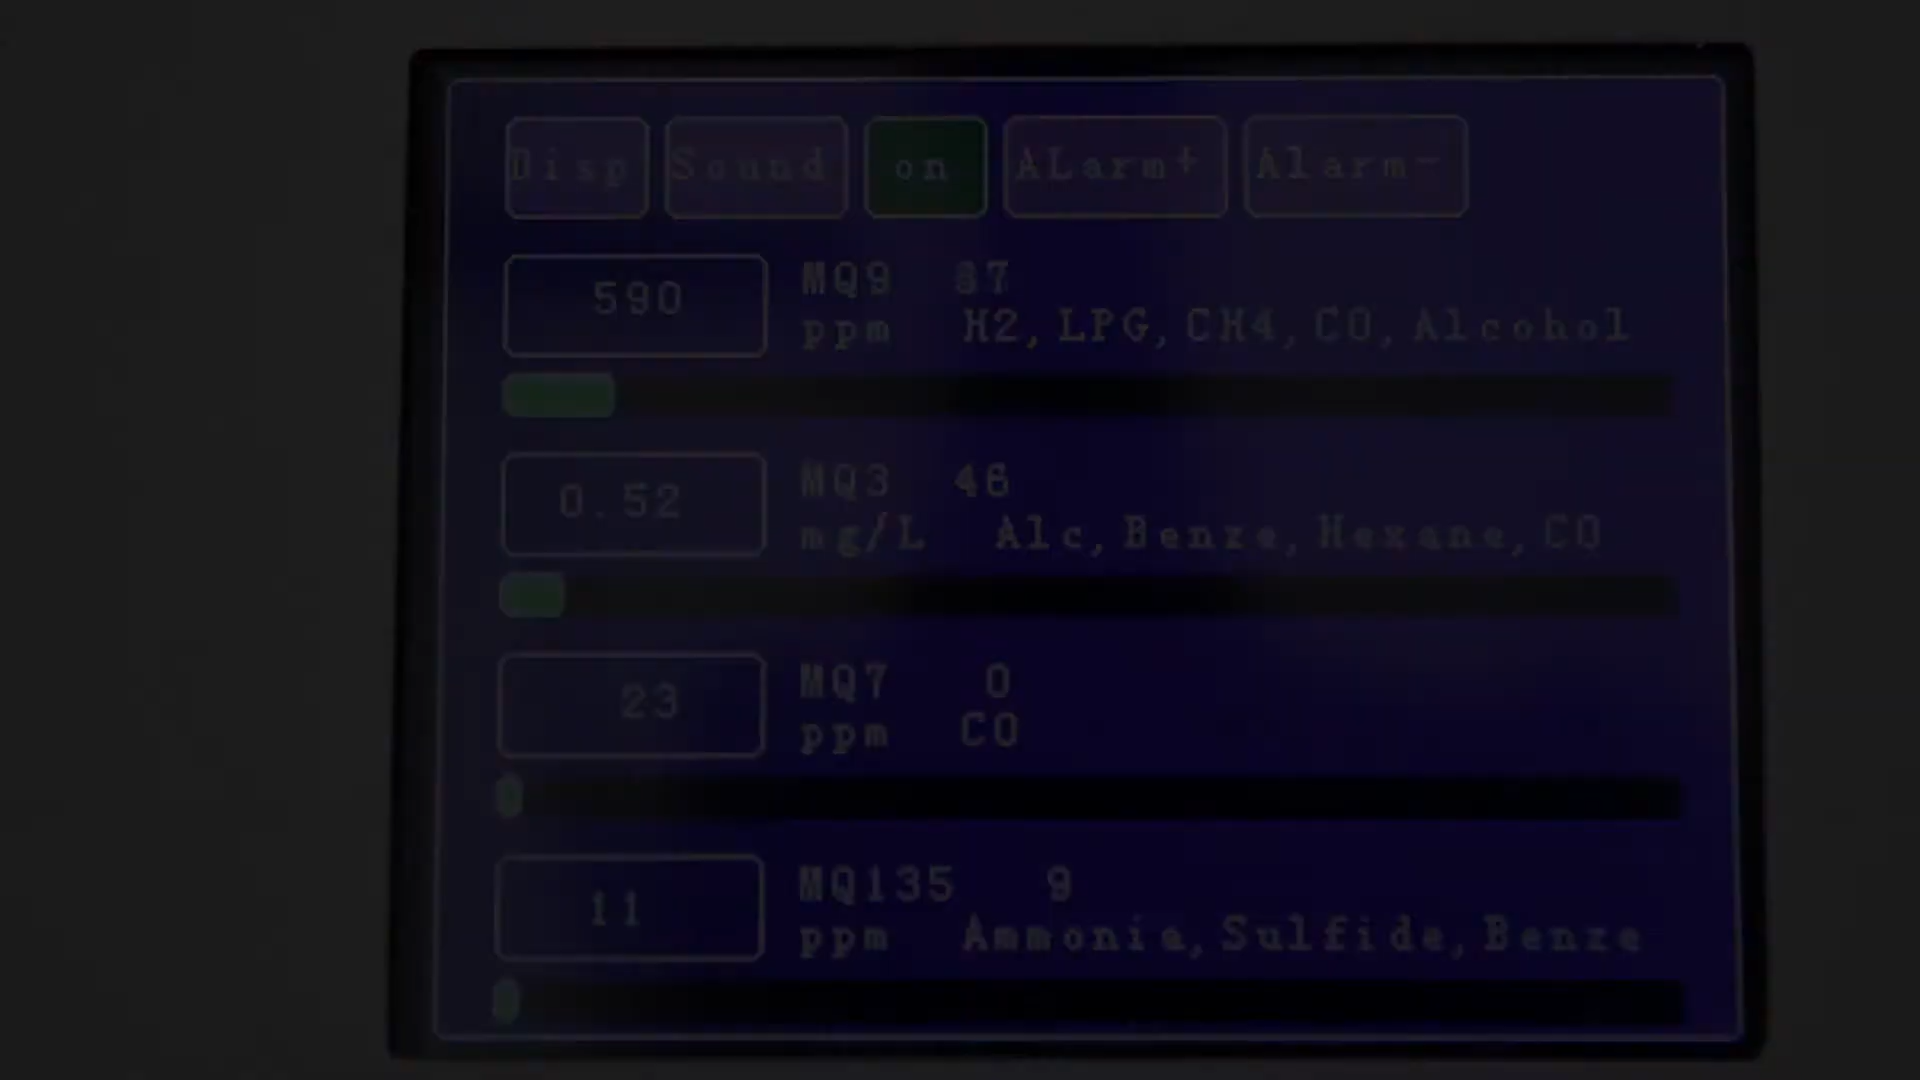 Disp Sound on ALarm+ Alarm-
590 MQ9 87
ppm H2,LPG,CH4,CO,Alcohol
0.52 MQ3 46
mg/L Alc,Benze,Hexane,CO
23 MQ7 0
ppm CO
11 MQ135 9
ppm Ammonia,Sulfide,Benze